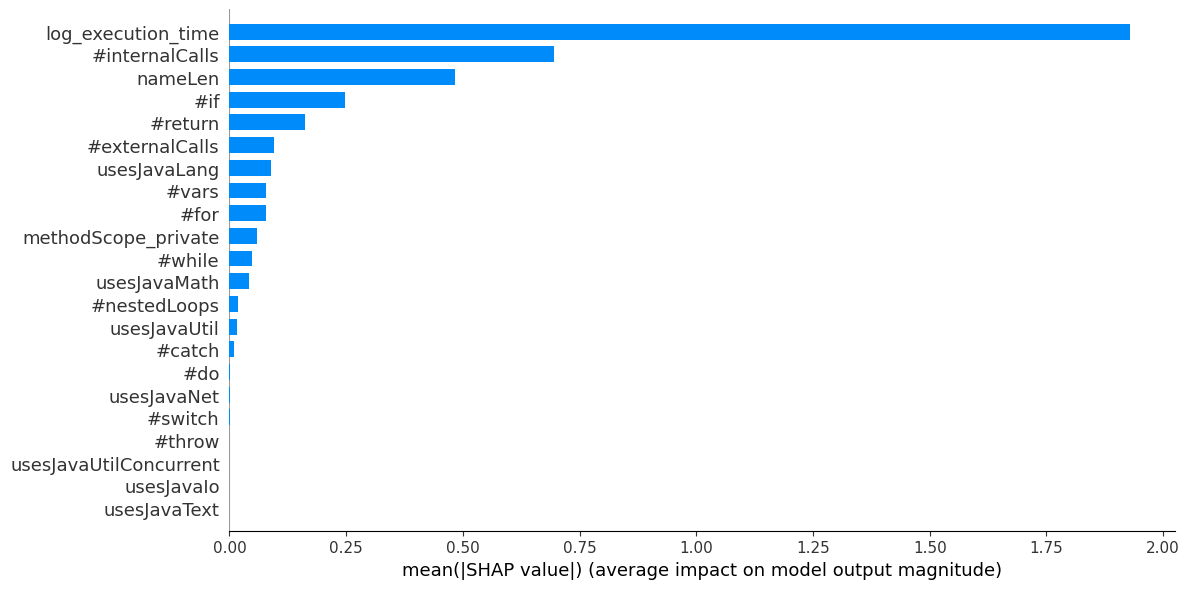 log_execution_time
#internalCalls
nameLen
#if
#return
#externalCalls
usesJavaLang
#vars
#for
methodScope_private
#while
usesJavaMath
#nestedLoops
usesJavaUtil
#catch
#do
usesJavaNet
#switch
#throw
usesJavaUtilConcurrent
usesJavaIo
usesJavaText
0.00 0.25 0.50 0.75 1.00 1.25 1.50 1.75 2.00
mean(|SHAP value|) (average impact on model output magnitude)